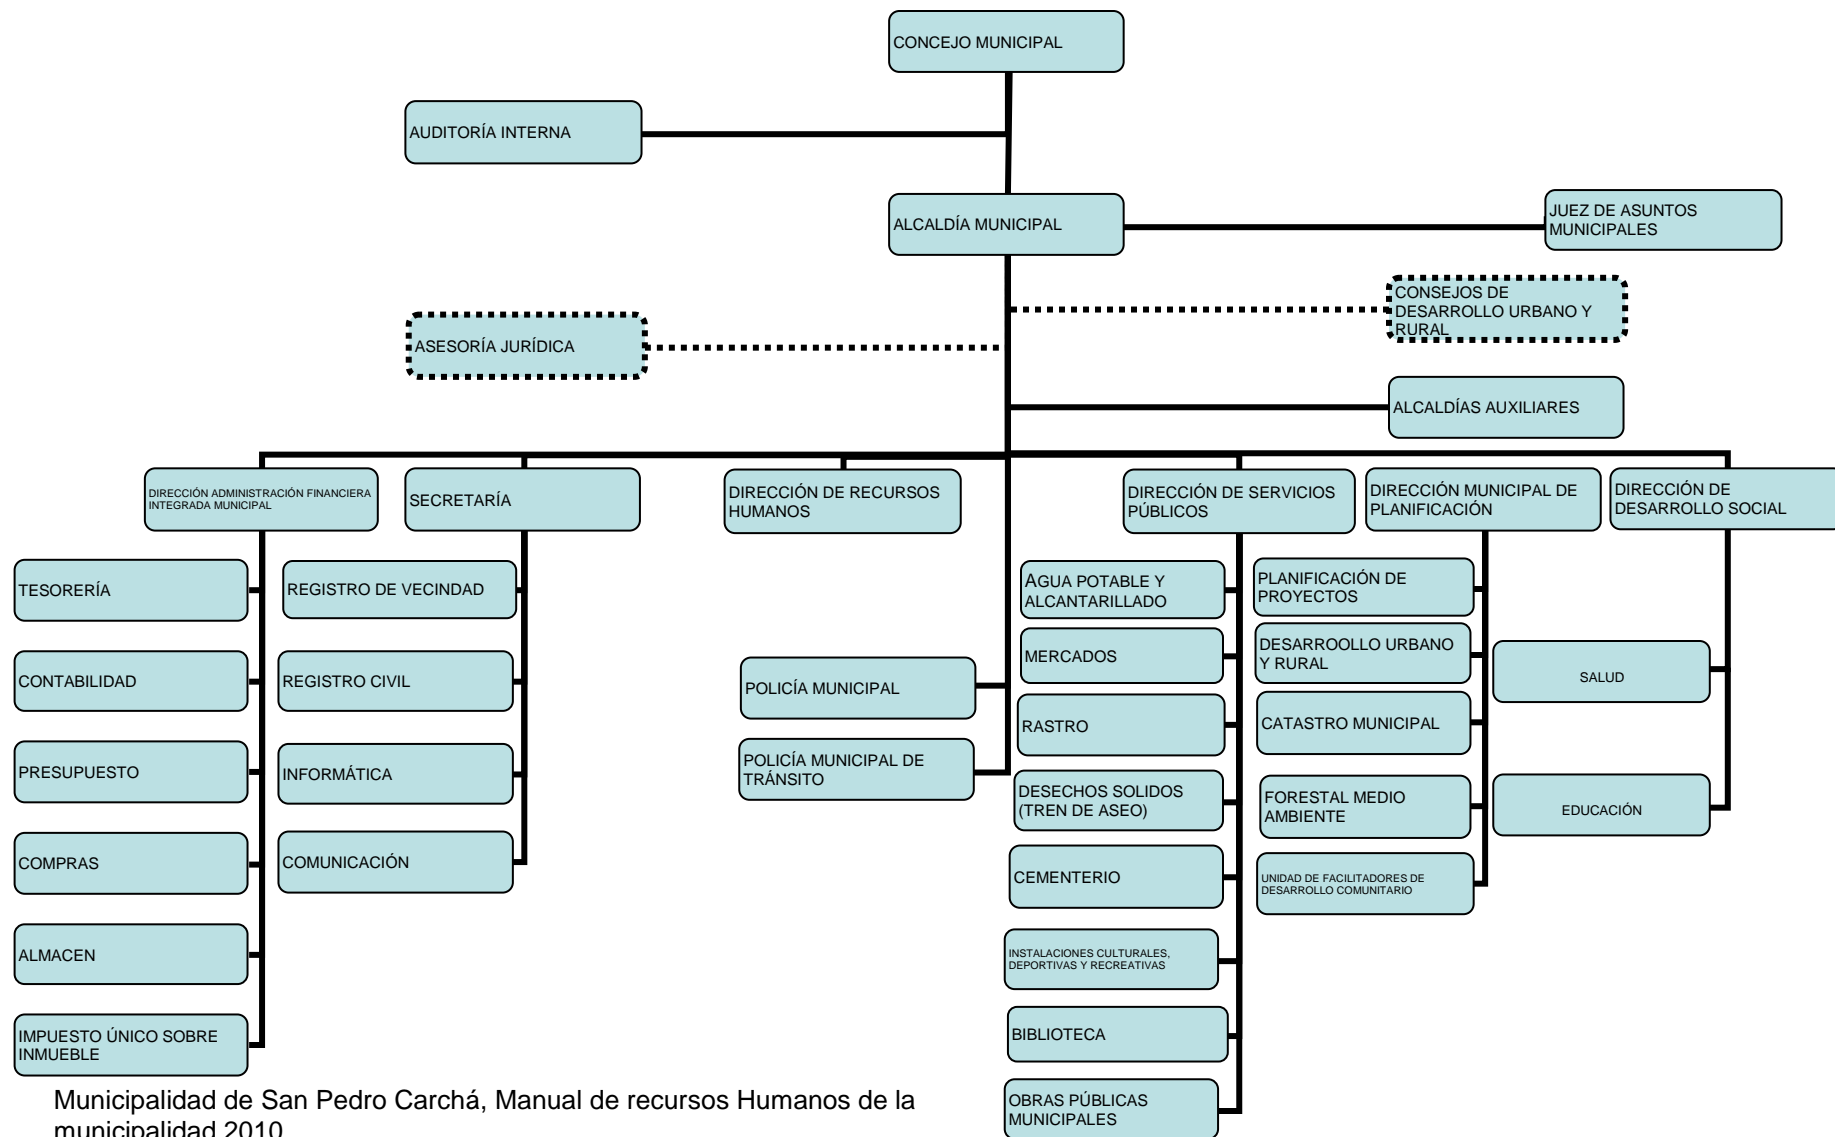 CONCEJO MUNICIPAL
AUDITORÍA INTERNA
ALCALDÍA MUNICIPAL
JUEZ DE ASUNTOS
MUNICIPALES
CONSEJOS DE
DESARROLLO URBANO Y
RURAL
ASESORÍA JURÍDICA
ALCALDÍAS AUXILIARES
DIRECCIÓN ADMINISTRACIÓN FINANCIERA
INTEGRADA MUNICIPAL
SECRETARÍA
DIRECCIÓN DE RECURSOS
HUMANOS
DIRECCIÓN DE SERVICIOS
PÚBLICOS
DIRECCIÓN MUNICIPAL DE
PLANIFICACIÓN
DIRECCIÓN DE
DESARROLLO SOCIAL
TESORERÍA
CONTABILIDAD
PRESUPUESTO
COMPRAS
ALMACEN
IMPUESTO ÚNICO SOBRE
INMUEBLE
REGISTRO DE VECINDAD
REGISTRO CIVIL
INFORMÁTICA
COMUNICACIÓN
POLICÍA MUNICIPAL
POLICÍA MUNICIPAL DE
TRÁNSITO
AGUA POTABLE Y
ALCANTARILLADO
MERCADOS
RASTRO
DESECHOS SOLIDOS
(TREN DE ASEO)
CEMENTERIO
INSTALACIONES CULTURALES,
DEPORTIVAS Y RECREATIVAS
BIBLIOTECA
OBRAS PÚBLICAS
MUNICIPALES
PLANIFICACIÓN DE
PROYECTOS
DESARROOLLO URBANO
Y RURAL
CATASTRO MUNICIPAL
FORESTAL MEDIO
AMBIENTE
UNIDAD DE FACILITADORES DE
DESARROLLO COMUNITARIO
SALUD
EDUCACIÓN
Municipalidad de San Pedro Carchá, Manual de recursos Humanos de la
municipalidad 2010